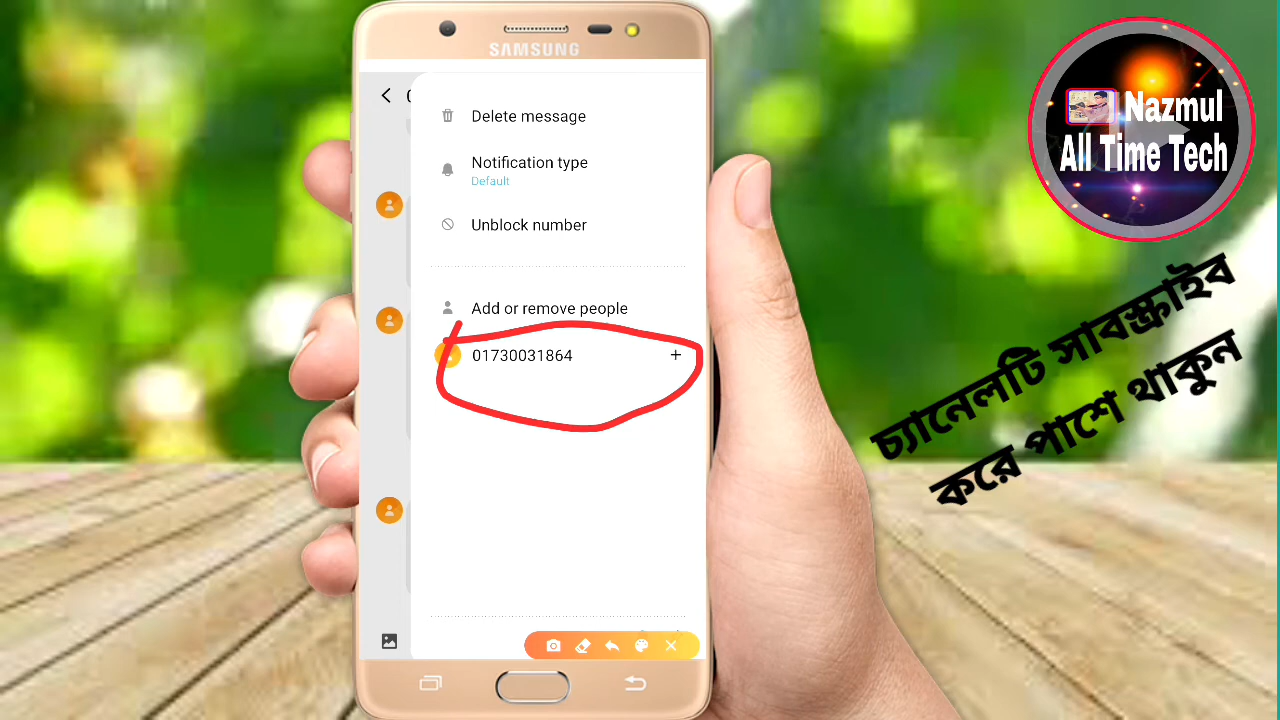 SAMSUNG
Delete message
Notification type
Default
Unblock number
Add or remove people
01730031864 +
Nazmul
All Time Tech
চ্যানেলটি সাবস্ক্রাইব
করে পাশে থাকুন